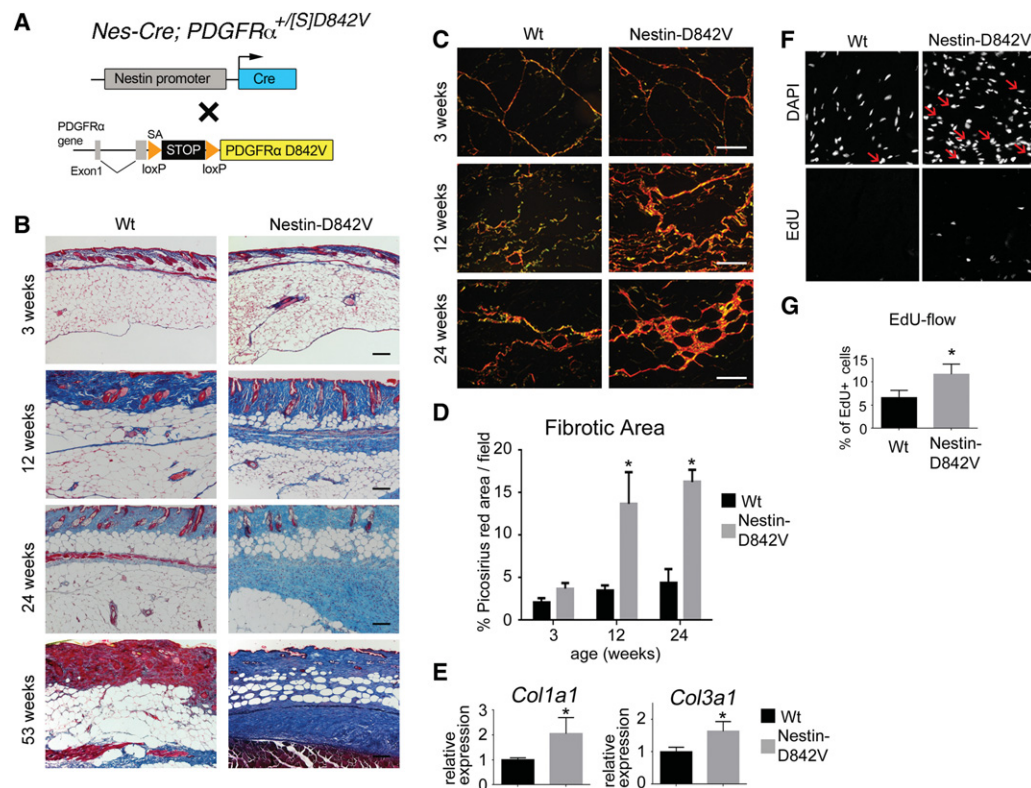 A
Nes-Cre; PDGFRα+/[S]D842V
Nestin promoter
Cre
PDGFRα
gene
SA
STOP
PDGFRα D842V
Exon1
loxP
loxP
B
Wt
Nestin-D842V
3 weeks
12 weeks
24 weeks
53 weeks
C
Wt
Nestin-D842V
3 weeks
12 weeks
24 weeks
D
Fibrotic Area
% Picosirius red area / field
20
15
10
5
0
*
*
Wt
Nestin-
D842V
3
12
24
age (weeks)
E
Col1a1
relative
expression
3
2
1
0
*
Col3a1
relative
expression
2
1
0
*
Wt
Nestin-
D842V
F
Wt
Nestin-D842V
DAPI
EdU
G
EdU-flow
% of EdU+ cells
15
10
5
0
*
Wt
Nestin-
D842V